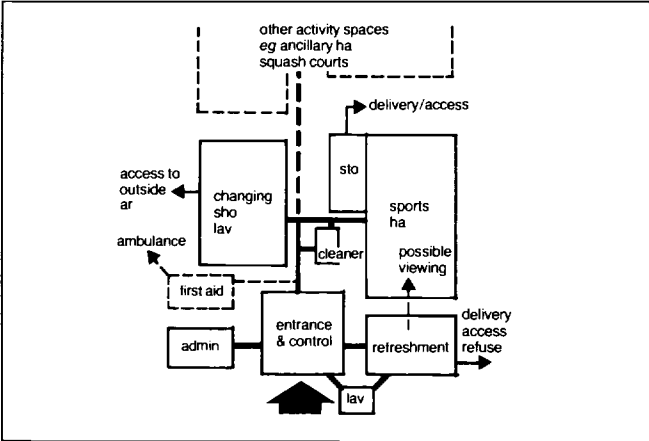 other activity spaces
eg ancillary ha
squash courts
delivery/access
sto
access to
outside
ar
changing
sho
lav
sports
ha
ambulance
cleaner
possible
viewing
first aid
entrance
& control
delivery
access
refuse
admin
refreshment
lav